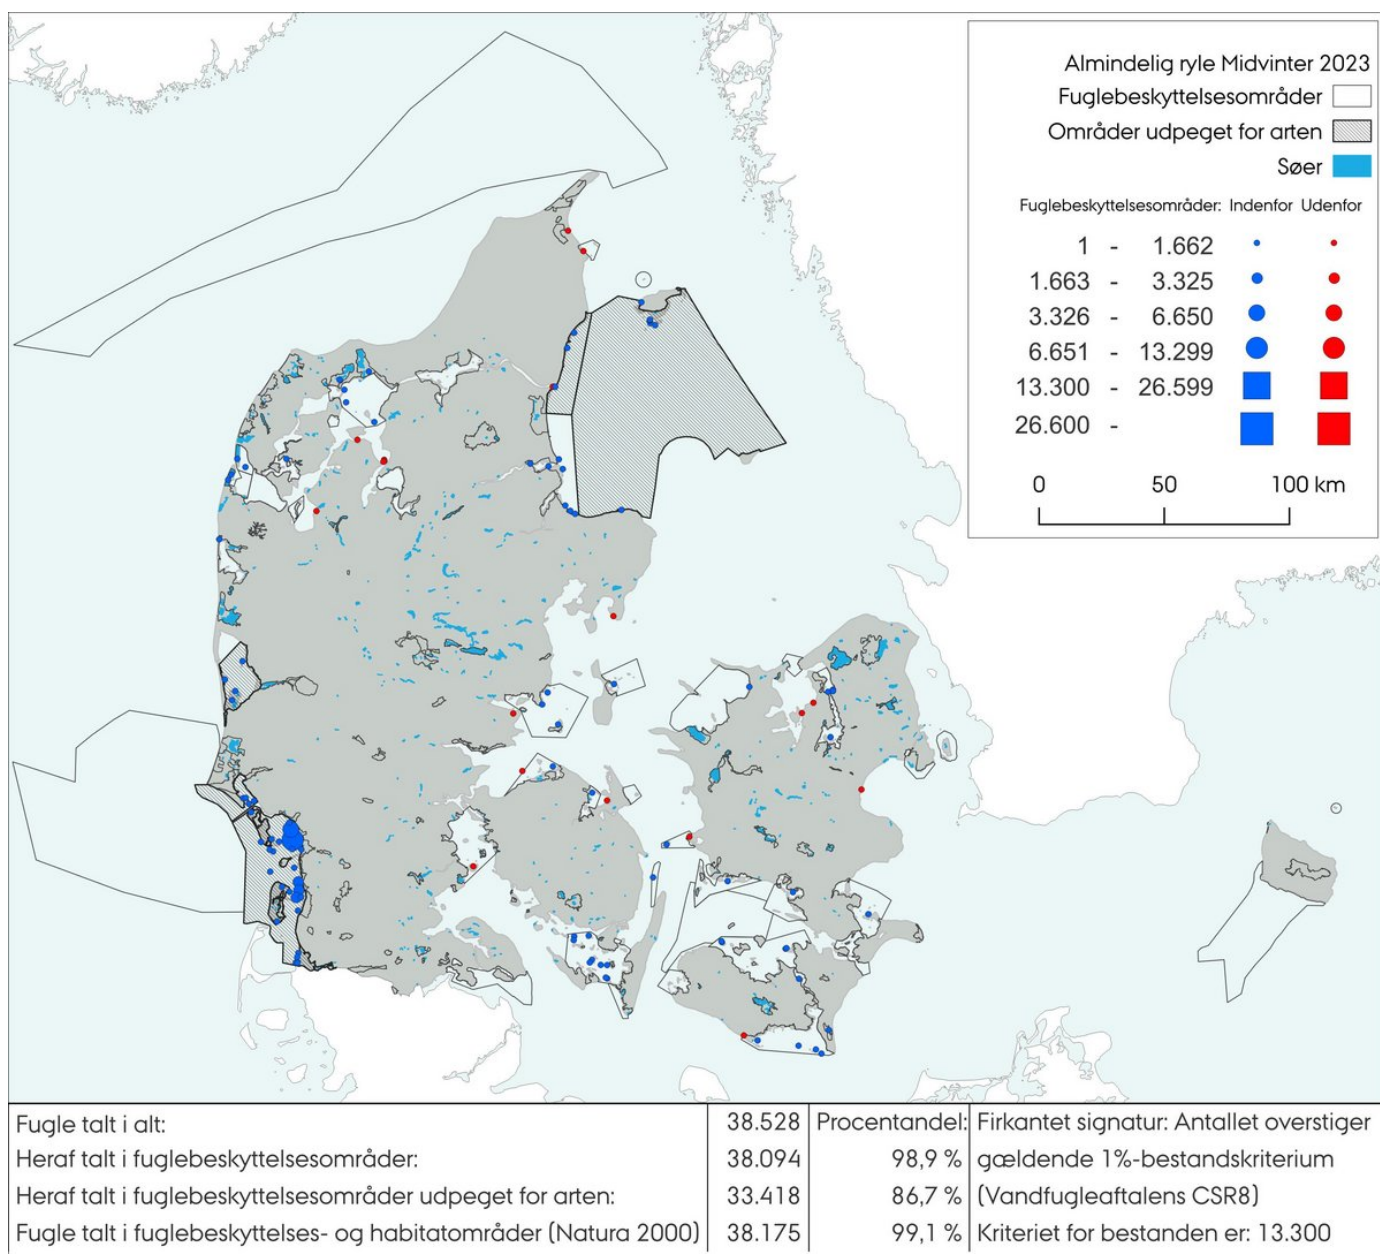 Almindelig ryle Midvinter 2023
Fuglebeskyttelsesområder
Områder udpeget for arten
Søer
Fuglebeskyttelsesområder: Indenfor Udenfor
1 - 1.662
1.663 - 3.325
3.326 - 6.650
6.651 - 13.299
13.300 - 26.599
26.600 -
0 50 100 km
Fugle talt i alt: 38.528 Procentandel: Firkantet signatur: Antallet overstiger
Heraf talt i fuglebeskyttelsesområder: 38.094 98,9 % gældende 1%-bestandskriterium
Heraf talt i fuglebeskyttelsesområder udpeget for arten: 33.418 86,7 % (Vandfugleaftalens CSR8)
Fugle talt i fuglebeskyttelses- og habitatområder (Natura 2000) 38.175 99,1 % Kriteriet for bestanden er: 13.300